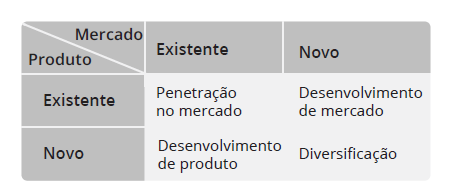 Mercado
Produto
Existente
Novo
Existente
Penetração
no mercado
Desenvolvimento
de mercado
Novo
Desenvolvimento
de produto
Diversificação